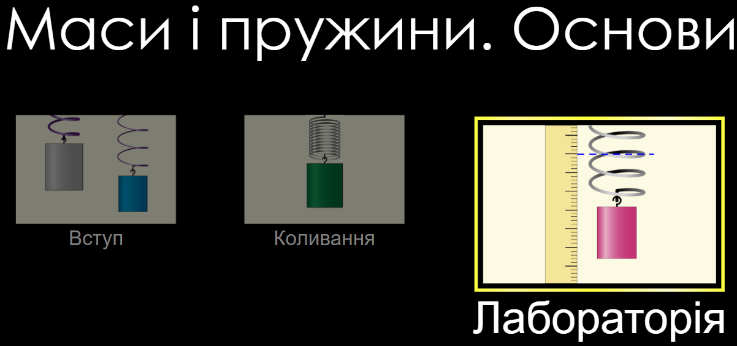 Маси і пружини. Основи
Вступ
Коливання
Лабораторія